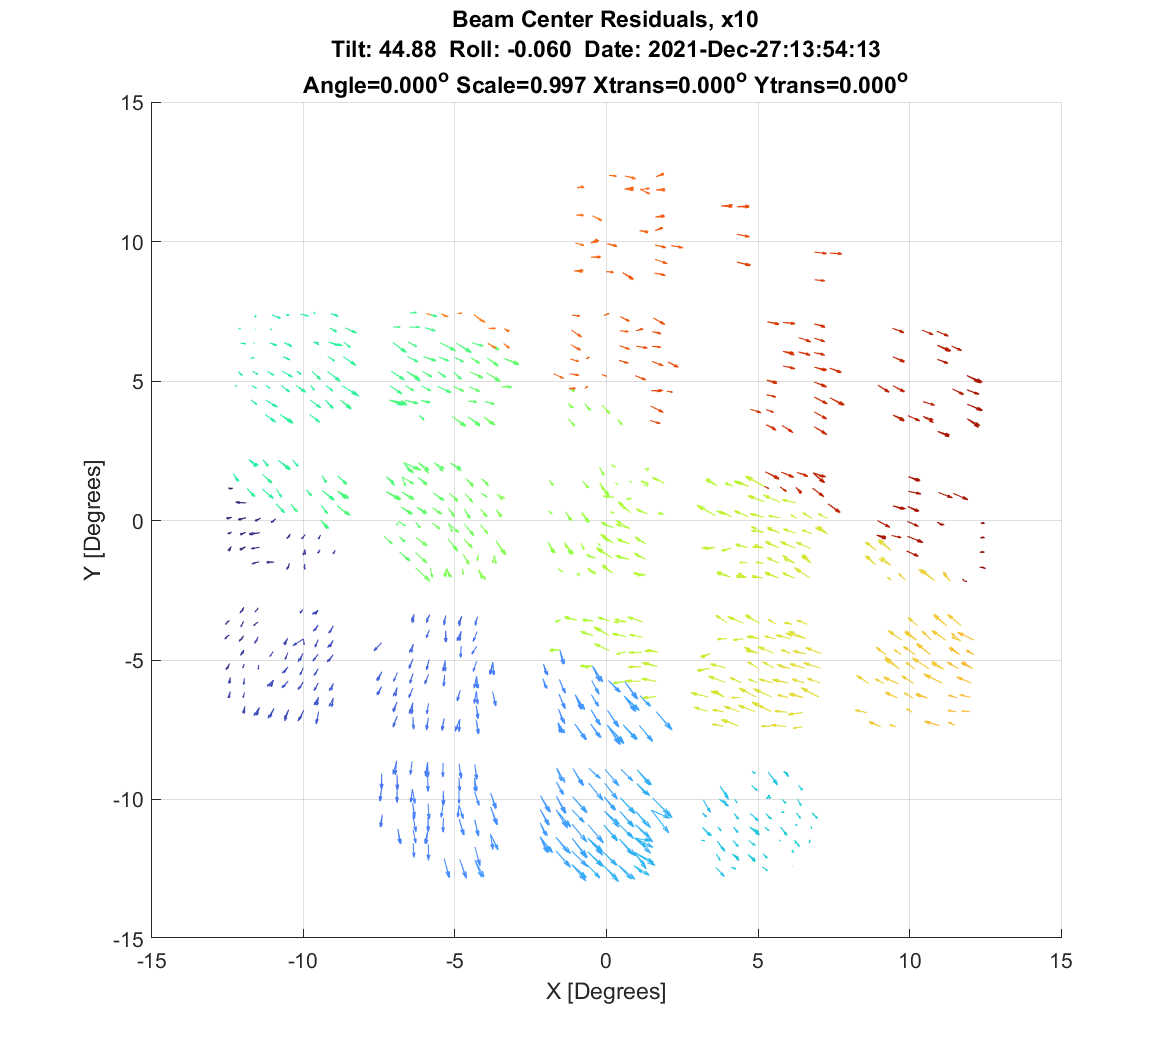 Beam Center Residuals, x10
Tilt: 44.88 Roll: -0.060 Date: 2021-Dec-27:13:54:13
Angle=0.000° Scale=0.997 Xtrans=0.000° Ytrans=0.000°
15
10
5
0
-5
-10
-15
Y [Degrees]
-15 -10 -5 0 5 10 15
X [Degrees]